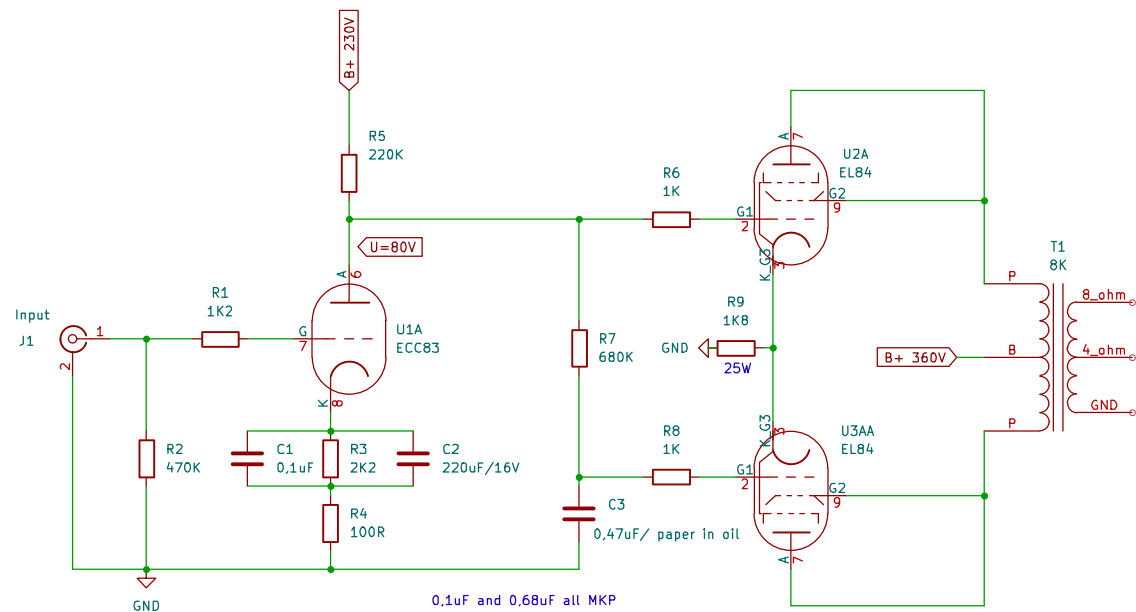 B+ 230V
R5
220K
U=80V
A
6
Input
J1
1
2
R1
1K2
G
7
U1A
ECC83
K
8
R2
470K
C1
0,1uF
R3
2K2
C2
220uF/16V
R4
100R
GND
R6
1K
R7
680K
R8
1K
C3
0,47uF/ paper in oil
0,1uF and 0,68uF all MKP
A
7
U2A
EL84
G2
9
G1
2
K_G3
3
R9
1K8
GND
25W
K_G3
3
U3AA
EL84
G1
2
G2
9
A
7
B+ 360V
T1
8K
P
B
P
8_ohm
4_ohm
GND